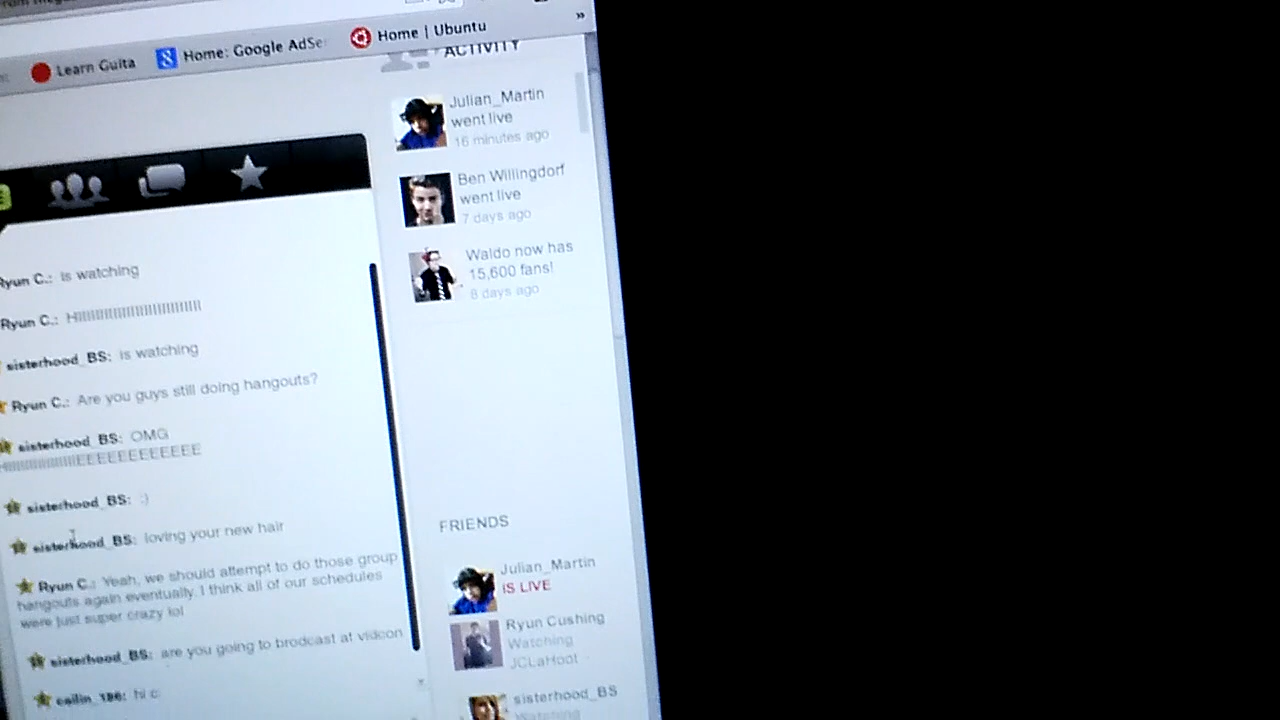 Learn Guita
Home: Google AdSe
Home | Ubuntu
»
ACTIVITY
Julian_Martin
went live
16 minutes ago
Ben Willingdorf
went live
7 days ago
Waldo now has
15,600 fans!
8 days ago
Ryun C.: is watching
Ryun C.:
sisterhood_BS: is watching
Ryun C.: Are you guys still doing hangouts?
sisterhood_BS: OMG
sisterhood_BS: :)
sisterhood_BS: loving your new hair
Ryun C.: Yeah, we should attempt to do those group
hangouts again eventually. I think all of our schedules
were just super crazy lol
sisterhood_BS: are you going to brodcast at vidcon
cailin_186: hi c
FRIENDS
Julian_Martin
IS LIVE
Ryun Cushing
Watching
JCLaHoot
sisterhood_BS
Watching